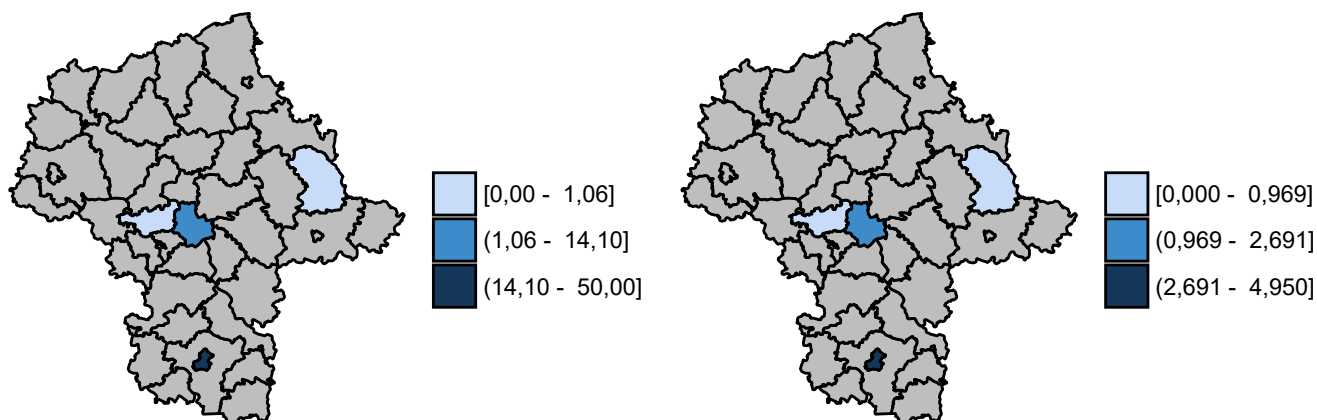 [0,00 - 1,06]
(1,06 - 14,10]
(14,10 - 50,00]
[0,000 - 0,969]
(0,969 - 2,691]
(2,691 - 4,950]